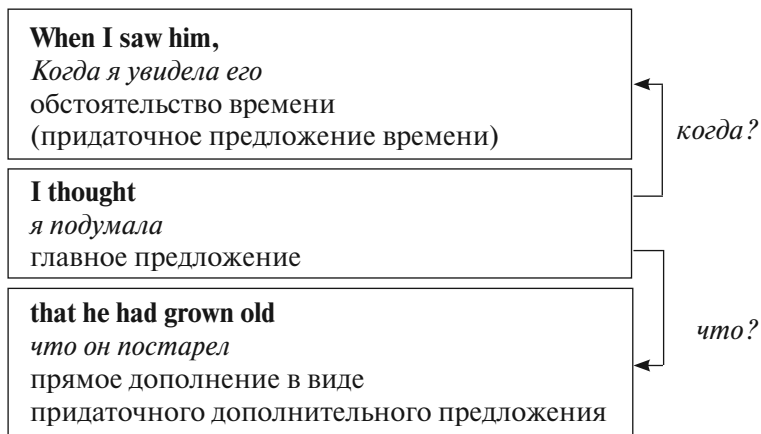 When I saw him,
Когда я увидела его
обстоятельство времени
(придаточное предложение времени)
когда?
I thought
я подумала
главное предложение
that he had grown old
что он постарел
что?
прямое дополнение в виде
придаточного дополнительного предложения